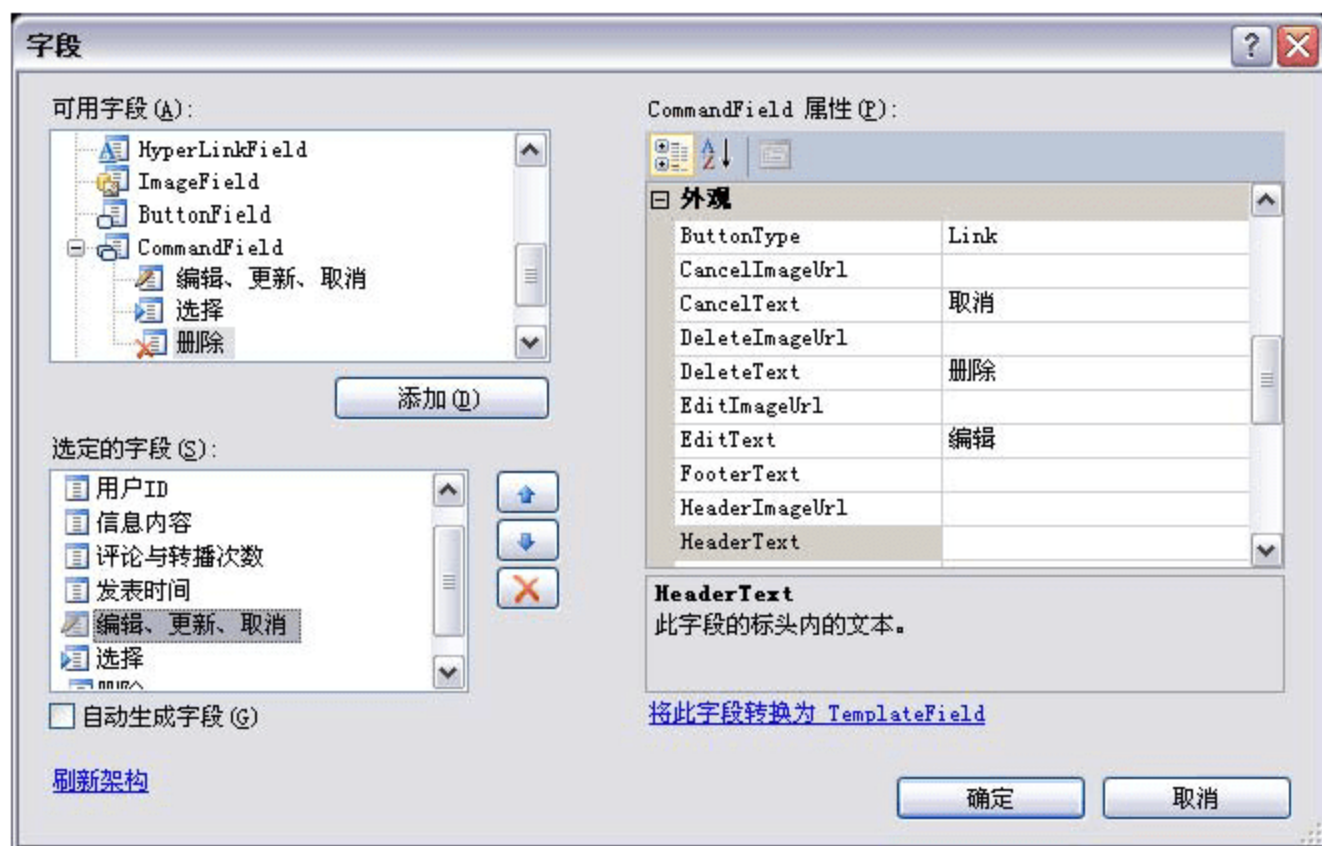 字段
可用字段(A):
HyperLinkField
ImageField
ButtonField
CommandField
编辑、更新、取消
选择
删除
添加(D)
选定的字段(S):
用户ID
信息内容
评论与转播次数
发表时间
编辑、更新、取消
选择
自动生成字段(G)
刷新架构
CommandField 属性(P):
外观
ButtonType Link
CancelImageUrl
CancelText 取消
DeleteImageUrl
DeleteText 删除
EditImageUrl
EditText 编辑
FooterText
HeaderImageUrl
HeaderText
HeaderText
此字段的标头内的文本。
将此字段转换为 TemplateField
确定
取消